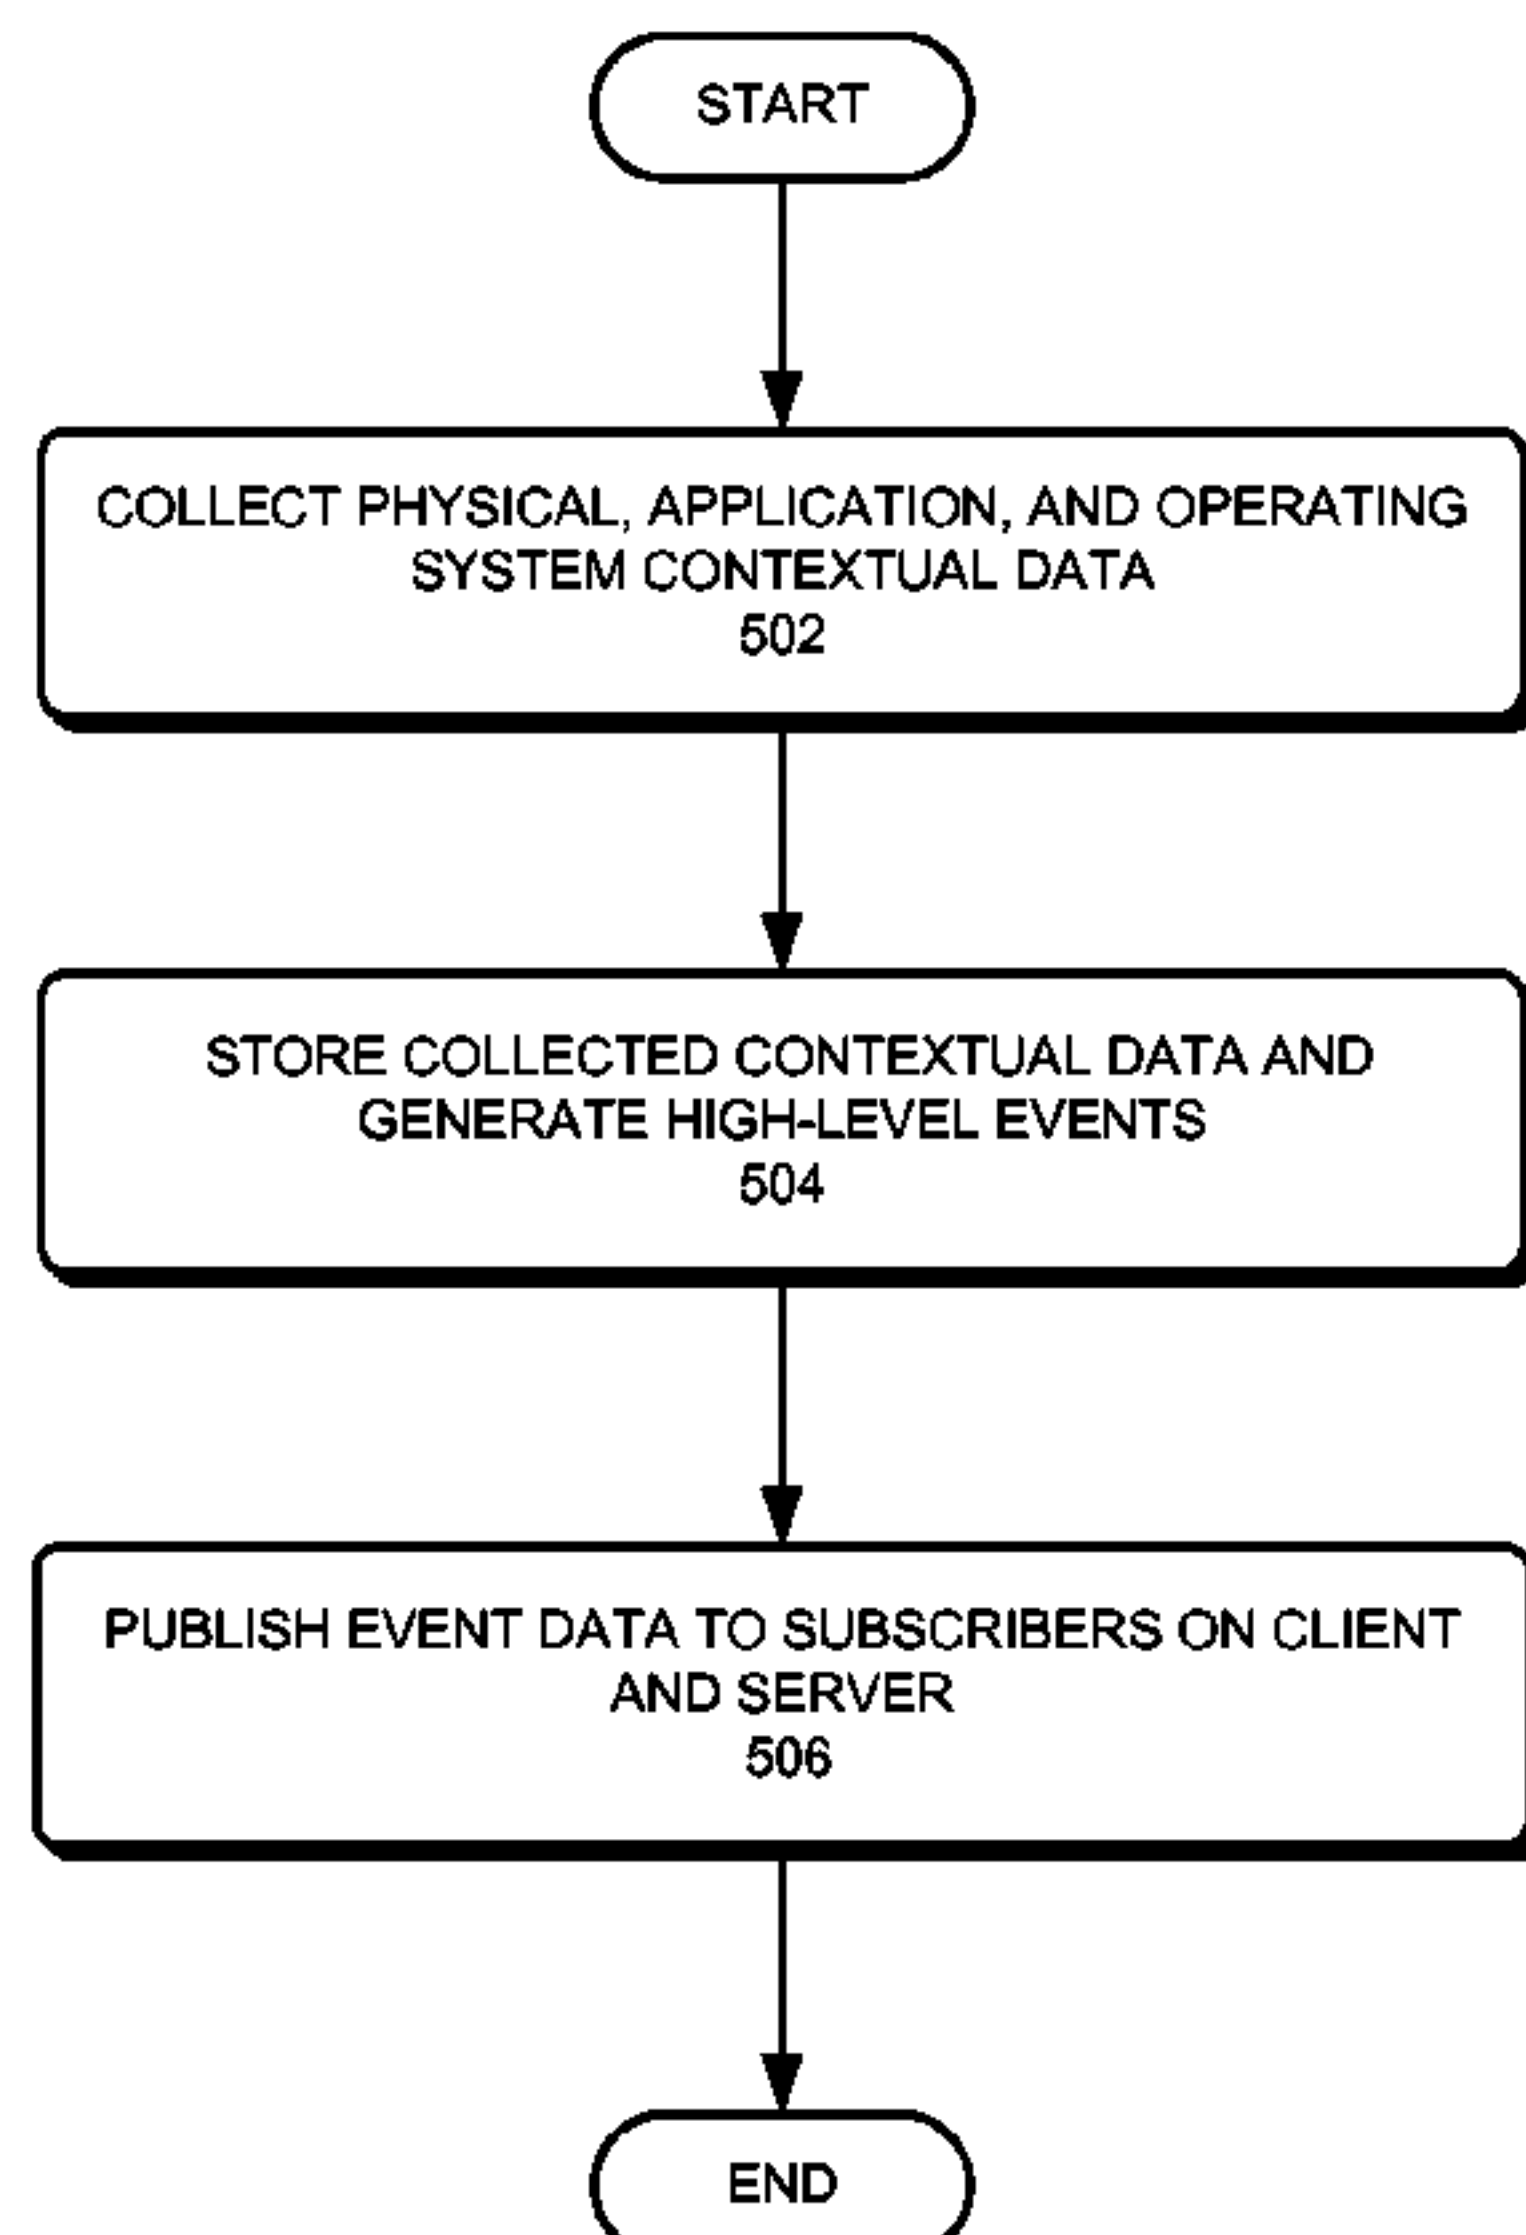 START
COLLECT PHYSICAL, APPLICATION, AND OPERATING
SYSTEM CONTEXTUAL DATA
502
STORE COLLECTED CONTEXTUAL DATA AND
GENERATE HIGH-LEVEL EVENTS
504
PUBLISH EVENT DATA TO SUBSCRIBERS ON CLIENT
AND SERVER
506
END